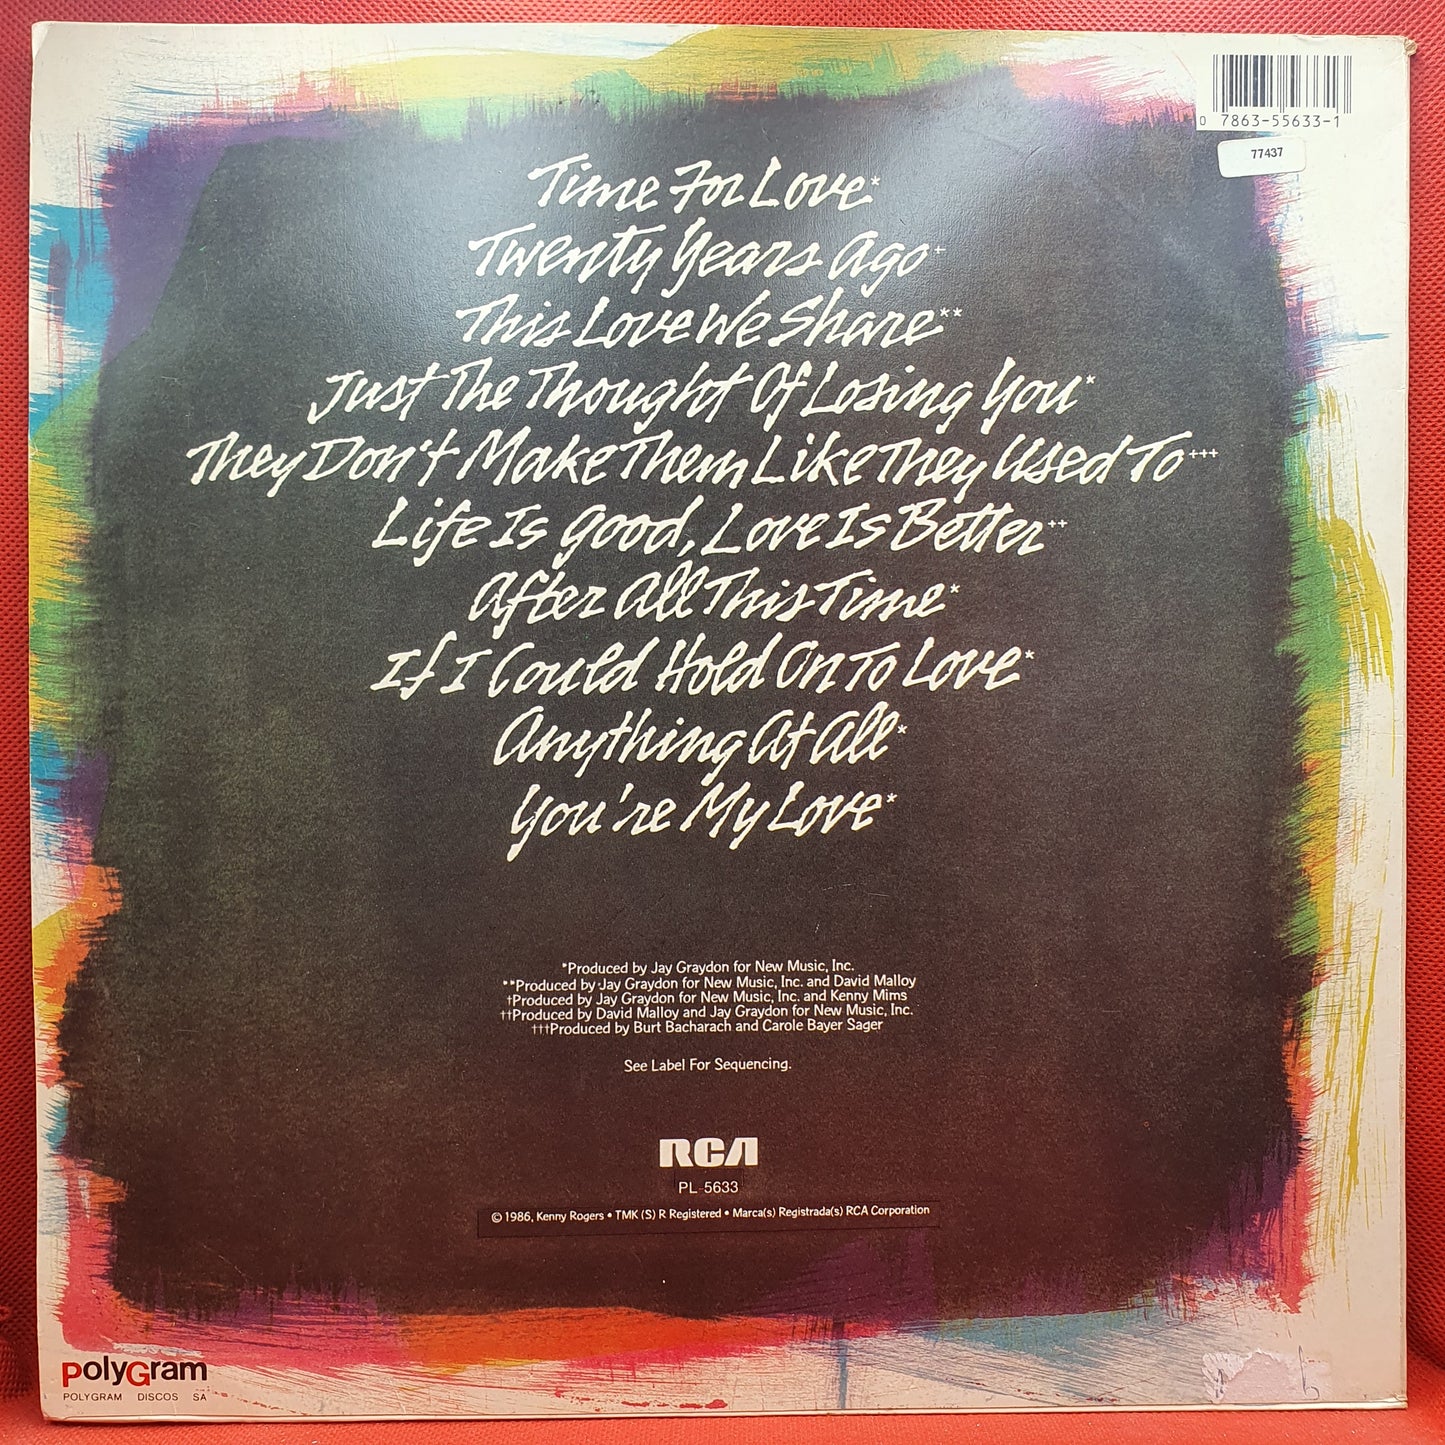 0 7863-55633-1
77437
Time For Love*
Twenty Years Ago†
This Love We Share**
Just The Thought Of Losing You*
They Don't Make Them Like They Used To†††
Life Is Good, Love Is Better††
After All This Time*
If I Could Hold On To Love*
Anything At All*
You're My Love*
*Produced by Jay Graydon for New Music, Inc.
**Produced by Jay Graydon for New Music, Inc. and David Malloy
†Produced by Jay Graydon for New Music, Inc. and Kenny Mims
††Produced by David Malloy and Jay Graydon for New Music, Inc.
†††Produced by Burt Bacharach and Carole Bayer Sager
See Label For Sequencing.
RCA
PL-5633
© 1986, Kenny Rogers • TMK (S) R Registered • Marca(s) Registrada(s) RCA Corporation
PolyGram
POLYGRAM DISCOS SA